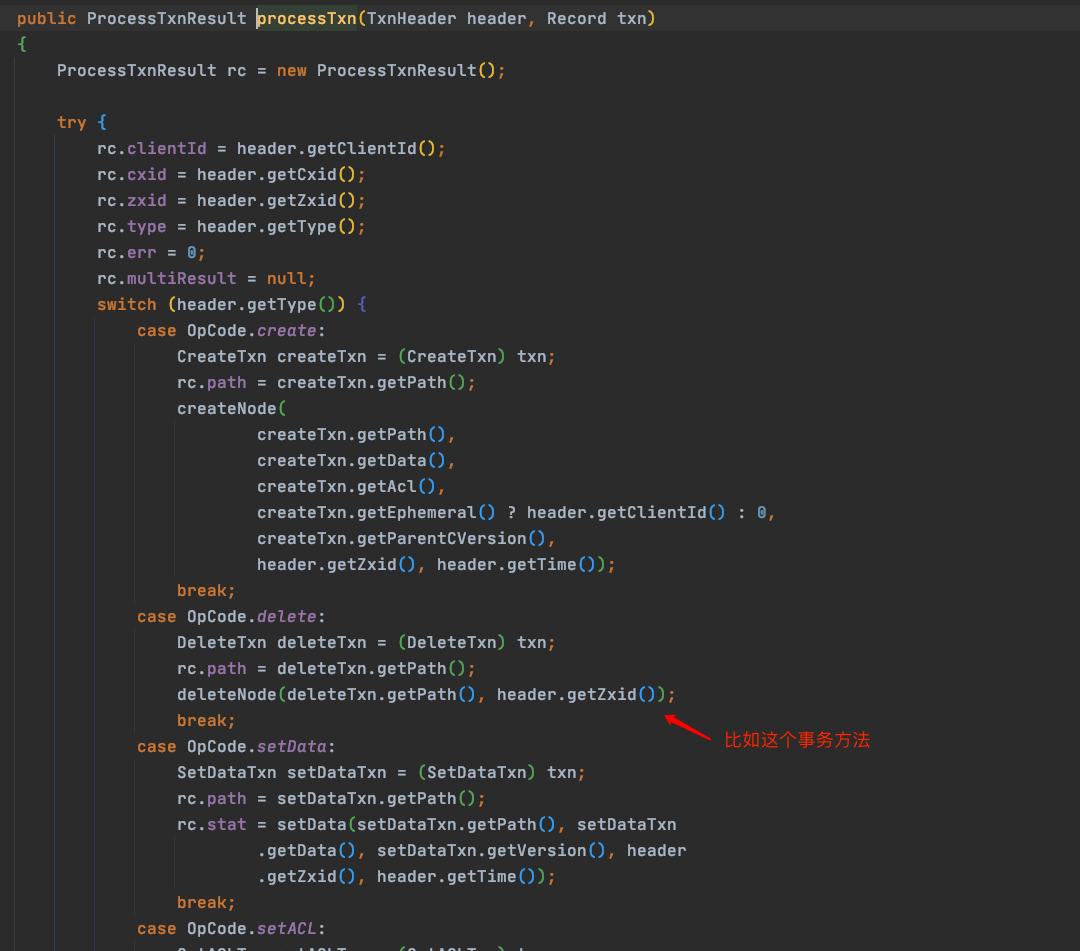 public ProcessTxnResult processTxn(TxnHeader header, Record txn)
{
    ProcessTxnResult rc = new ProcessTxnResult();

    try {
        rc.clientId = header.getClientId();
        rc.cxid = header.getCxid();
        rc.zxid = header.getZxid();
        rc.type = header.getType();
        rc.err = 0;
        rc.multiResult = null;
        switch (header.getType()) {
            case OpCode.create:
                CreateTxn createTxn = (CreateTxn) txn;
                rc.path = createTxn.getPath();
                createNode(
                        createTxn.getPath(),
                        createTxn.getData(),
                        createTxn.getAcl(),
                        createTxn.getEphemeral() ? header.getClientId() : 0,
                        createTxn.getParentCVersion(),
                        header.getZxid(), header.getTime());
                break;
            case OpCode.delete:
                DeleteTxn deleteTxn = (DeleteTxn) txn;
                rc.path = deleteTxn.getPath();
                deleteNode(deleteTxn.getPath(), header.getZxid());
                break;
比如这个事务方法
            case OpCode.setData:
                SetDataTxn setDataTxn = (SetDataTxn) txn;
                rc.path = setDataTxn.getPath();
                rc.stat = setData(setDataTxn.getPath(), setDataTxn
                        .getData(), setDataTxn.getVersion(), header
                        .getZxid(), header.getTime());
                break;
            case OpCode.setACL: